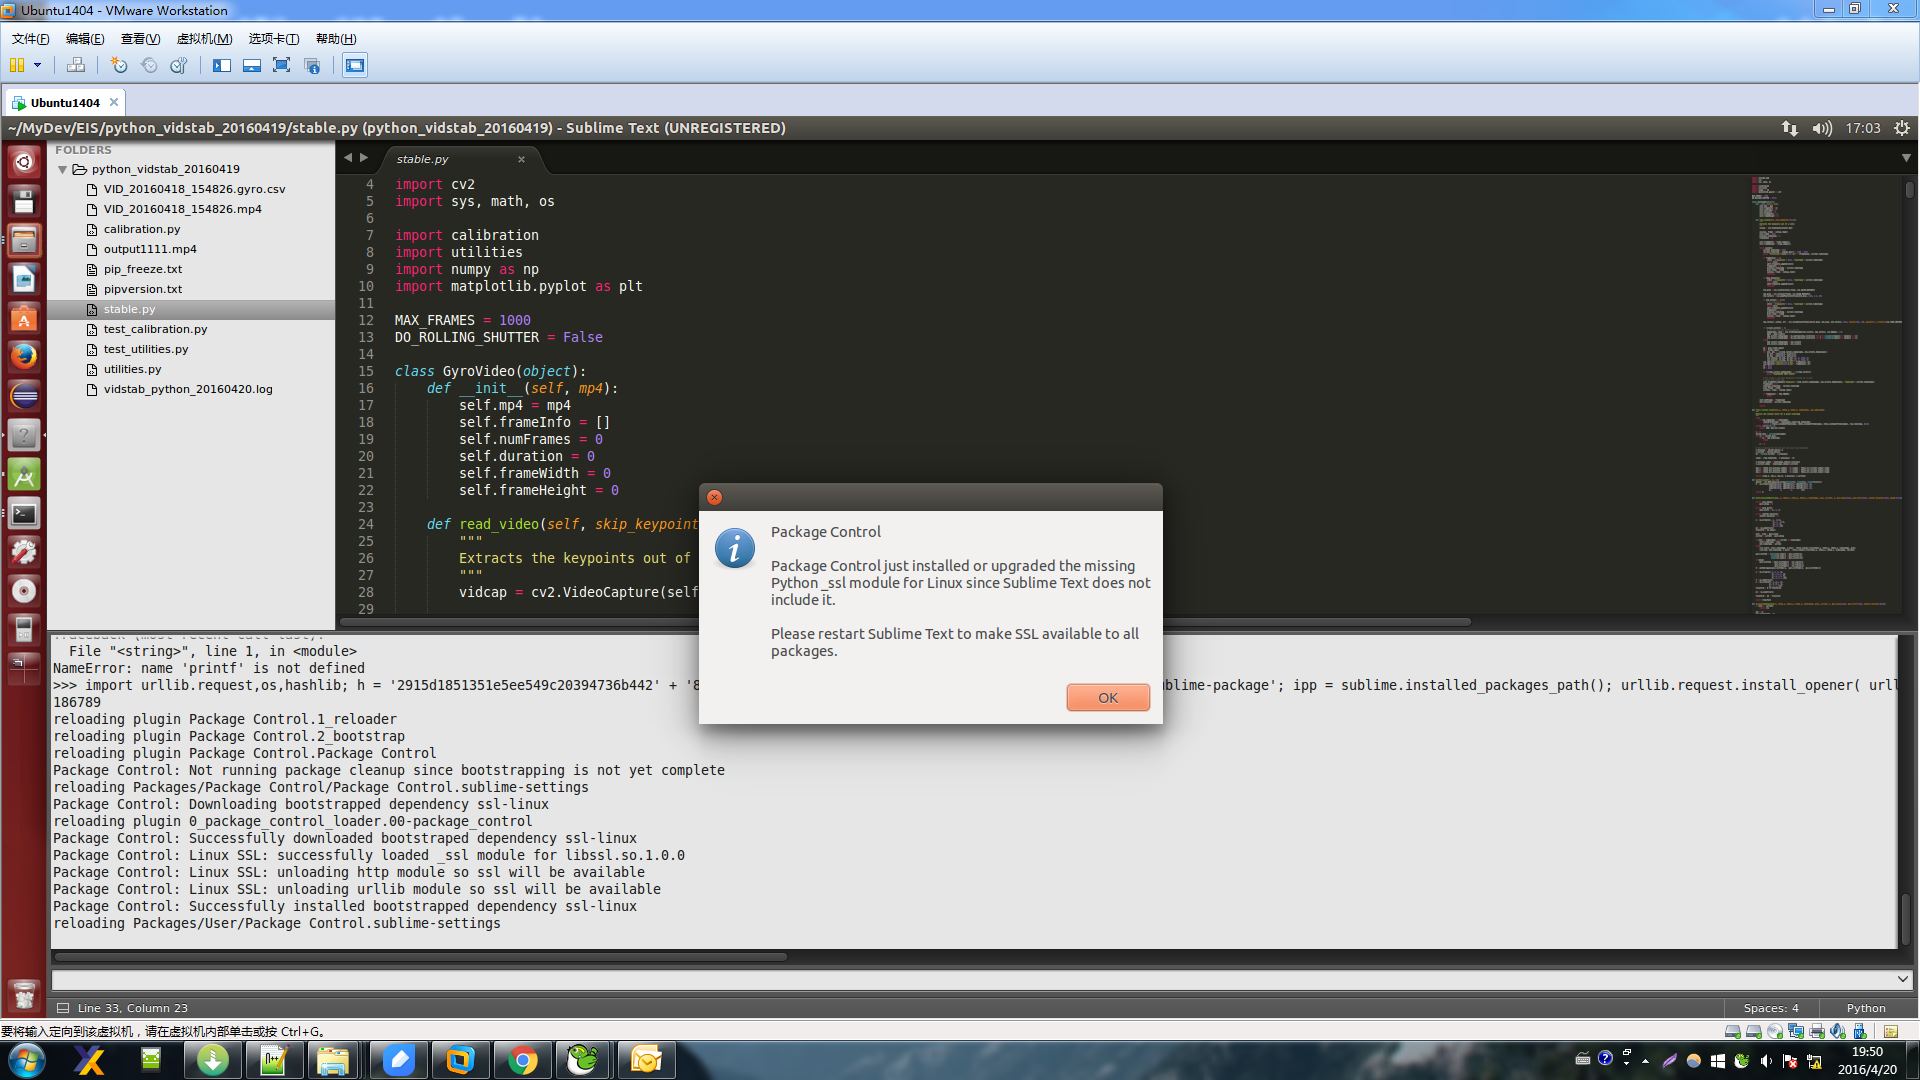 Ubuntu1404 - VMware Workstation
文件(F) 编辑(E) 查看(V) 虚拟机(M) 选项卡(T) 帮助(H)
Ubuntu1404
~/MyDev/EIS/python_vidstab_20160419/stable.py (python_vidstab_20160419) - Sublime Text (UNREGISTERED)
17:03
FOLDERS
python_vidstab_20160419
VID_20160418_154826.gyro.csv
VID_20160418_154826.mp4
calibration.py
output1111.mp4
pip_freeze.txt
pipversion.txt
stable.py
test_calibration.py
test_utilities.py
utilities.py
vidstab_python_20160420.log
stable.py
4 import cv2
5 import sys, math, os
6
7 import calibration
8 import utilities
9 import numpy as np
10 import matplotlib.pyplot as plt
11
12 MAX_FRAMES = 1000
13 DO_ROLLING_SHUTTER = False
14
15 class GyroVideo(object):
16 def __init__(self, mp4):
17 self.mp4 = mp4
18 self.frameInfo = []
19 self.numFrames = 0
20 self.duration = 0
21 self.frameWidth = 0
22 self.frameHeight = 0
23
24 def read_video(self, skip_keypoint
25 """
26 Extracts the keypoints out of
27 """
28 vidcap = cv2.VideoCapture(self
29
Package Control
Package Control just installed or upgraded the missing
Python _ssl module for Linux since Sublime Text does not
include it.
Please restart Sublime Text to make SSL available to all
packages.
OK
Traceback (most recent call last):
File "<string>", line 1, in <module>
NameError: name 'printf' is not defined
>>> import urllib.request,os,hashlib; h = '2915d1851351e5ee549c20394736b442' + '8 blime-package'; ipp = sublime.installed_packages_path(); urllib.request.install_opener( urll
186789
reloading plugin Package Control.1_reloader
reloading plugin Package Control.2_bootstrap
reloading plugin Package Control.Package Control
Package Control: Not running package cleanup since bootstrapping is not yet complete
reloading Packages/Package Control/Package Control.sublime-settings
Package Control: Downloading bootstrapped dependency ssl-linux
reloading plugin 0_package_control_loader.00-package_control
Package Control: Successfully downloaded bootstraped dependency ssl-linux
Package Control: Linux SSL: successfully loaded _ssl module for libssl.so.1.0.0
Package Control: Linux SSL: unloading http module so ssl will be available
Package Control: Linux SSL: unloading urllib module so ssl will be available
Package Control: Successfully installed bootstrapped dependency ssl-linux
reloading Packages/User/Package Control.sublime-settings
Line 33, Column 23
Spaces: 4
Python
要将输入定向到该虚拟机，请在虚拟机内部单击或按 Ctrl+G。
19:50
2016/4/20